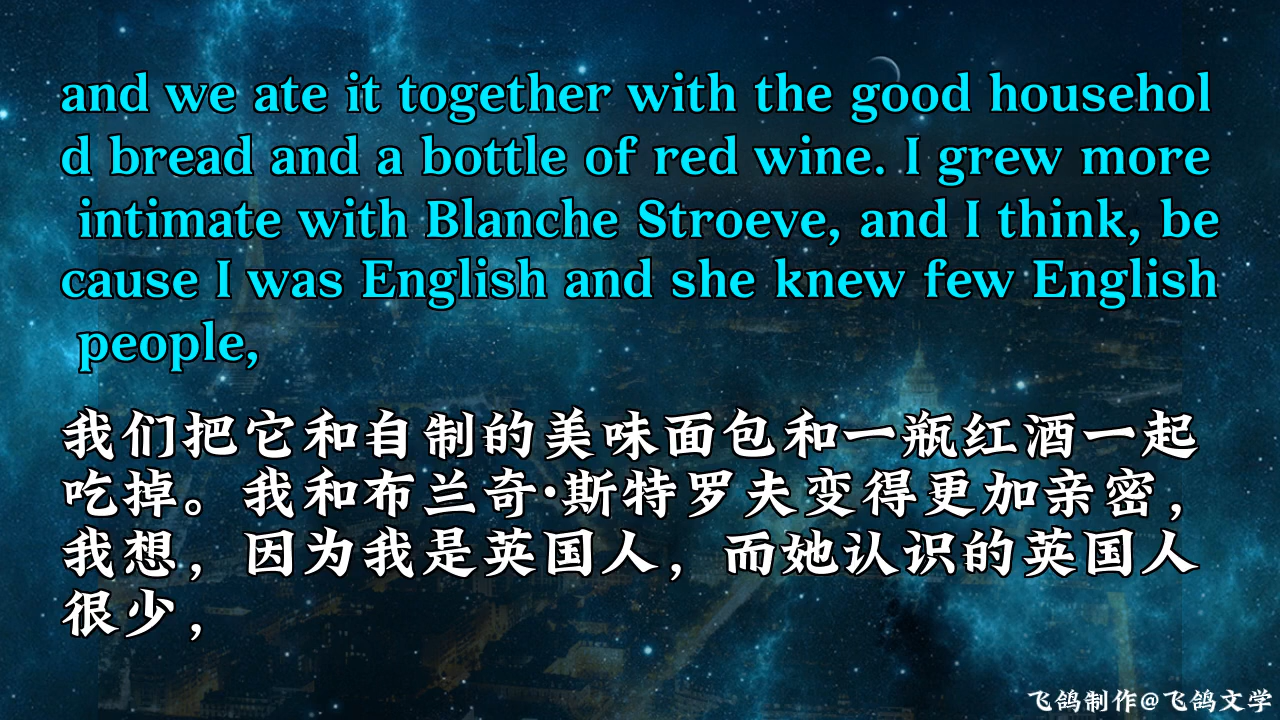 and we ate it together with the good househol
d bread and a bottle of red wine. I grew more
intimate with Blanche Stroeve, and I think, be
cause I was English and she knew few English
people,
我们把它和自制的美味面包和一瓶红酒一起
吃掉。我和布兰奇·斯特罗夫变得更加亲密，
我想，因为我是英国人，而她认识的英国人
很少，
飞鸽制作@飞鸽文学